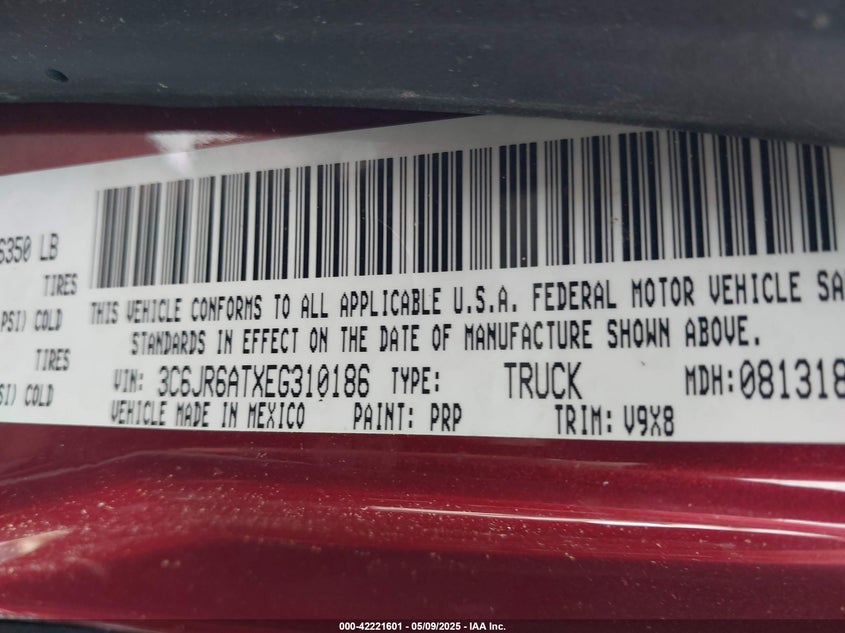 6350 LB
TIRES
PSI) COLD
TIRES
SI) COLD
THIS VEHICLE CONFORMS TO ALL APPLICABLE U.S.A. FEDERAL MOTOR VEHICLE SA
STANDARDS IN EFFECT ON THE DATE OF MANUFACTURE SHOWN ABOVE.
VIN: 3C6JR6ATXEG310186 TYPE: TRUCK MDH:081318
VEHICLE MADE IN MEXICO PAINT: PRP TRIM: V9X8
000-42221601 - 05/09/2025 - IAA Inc.